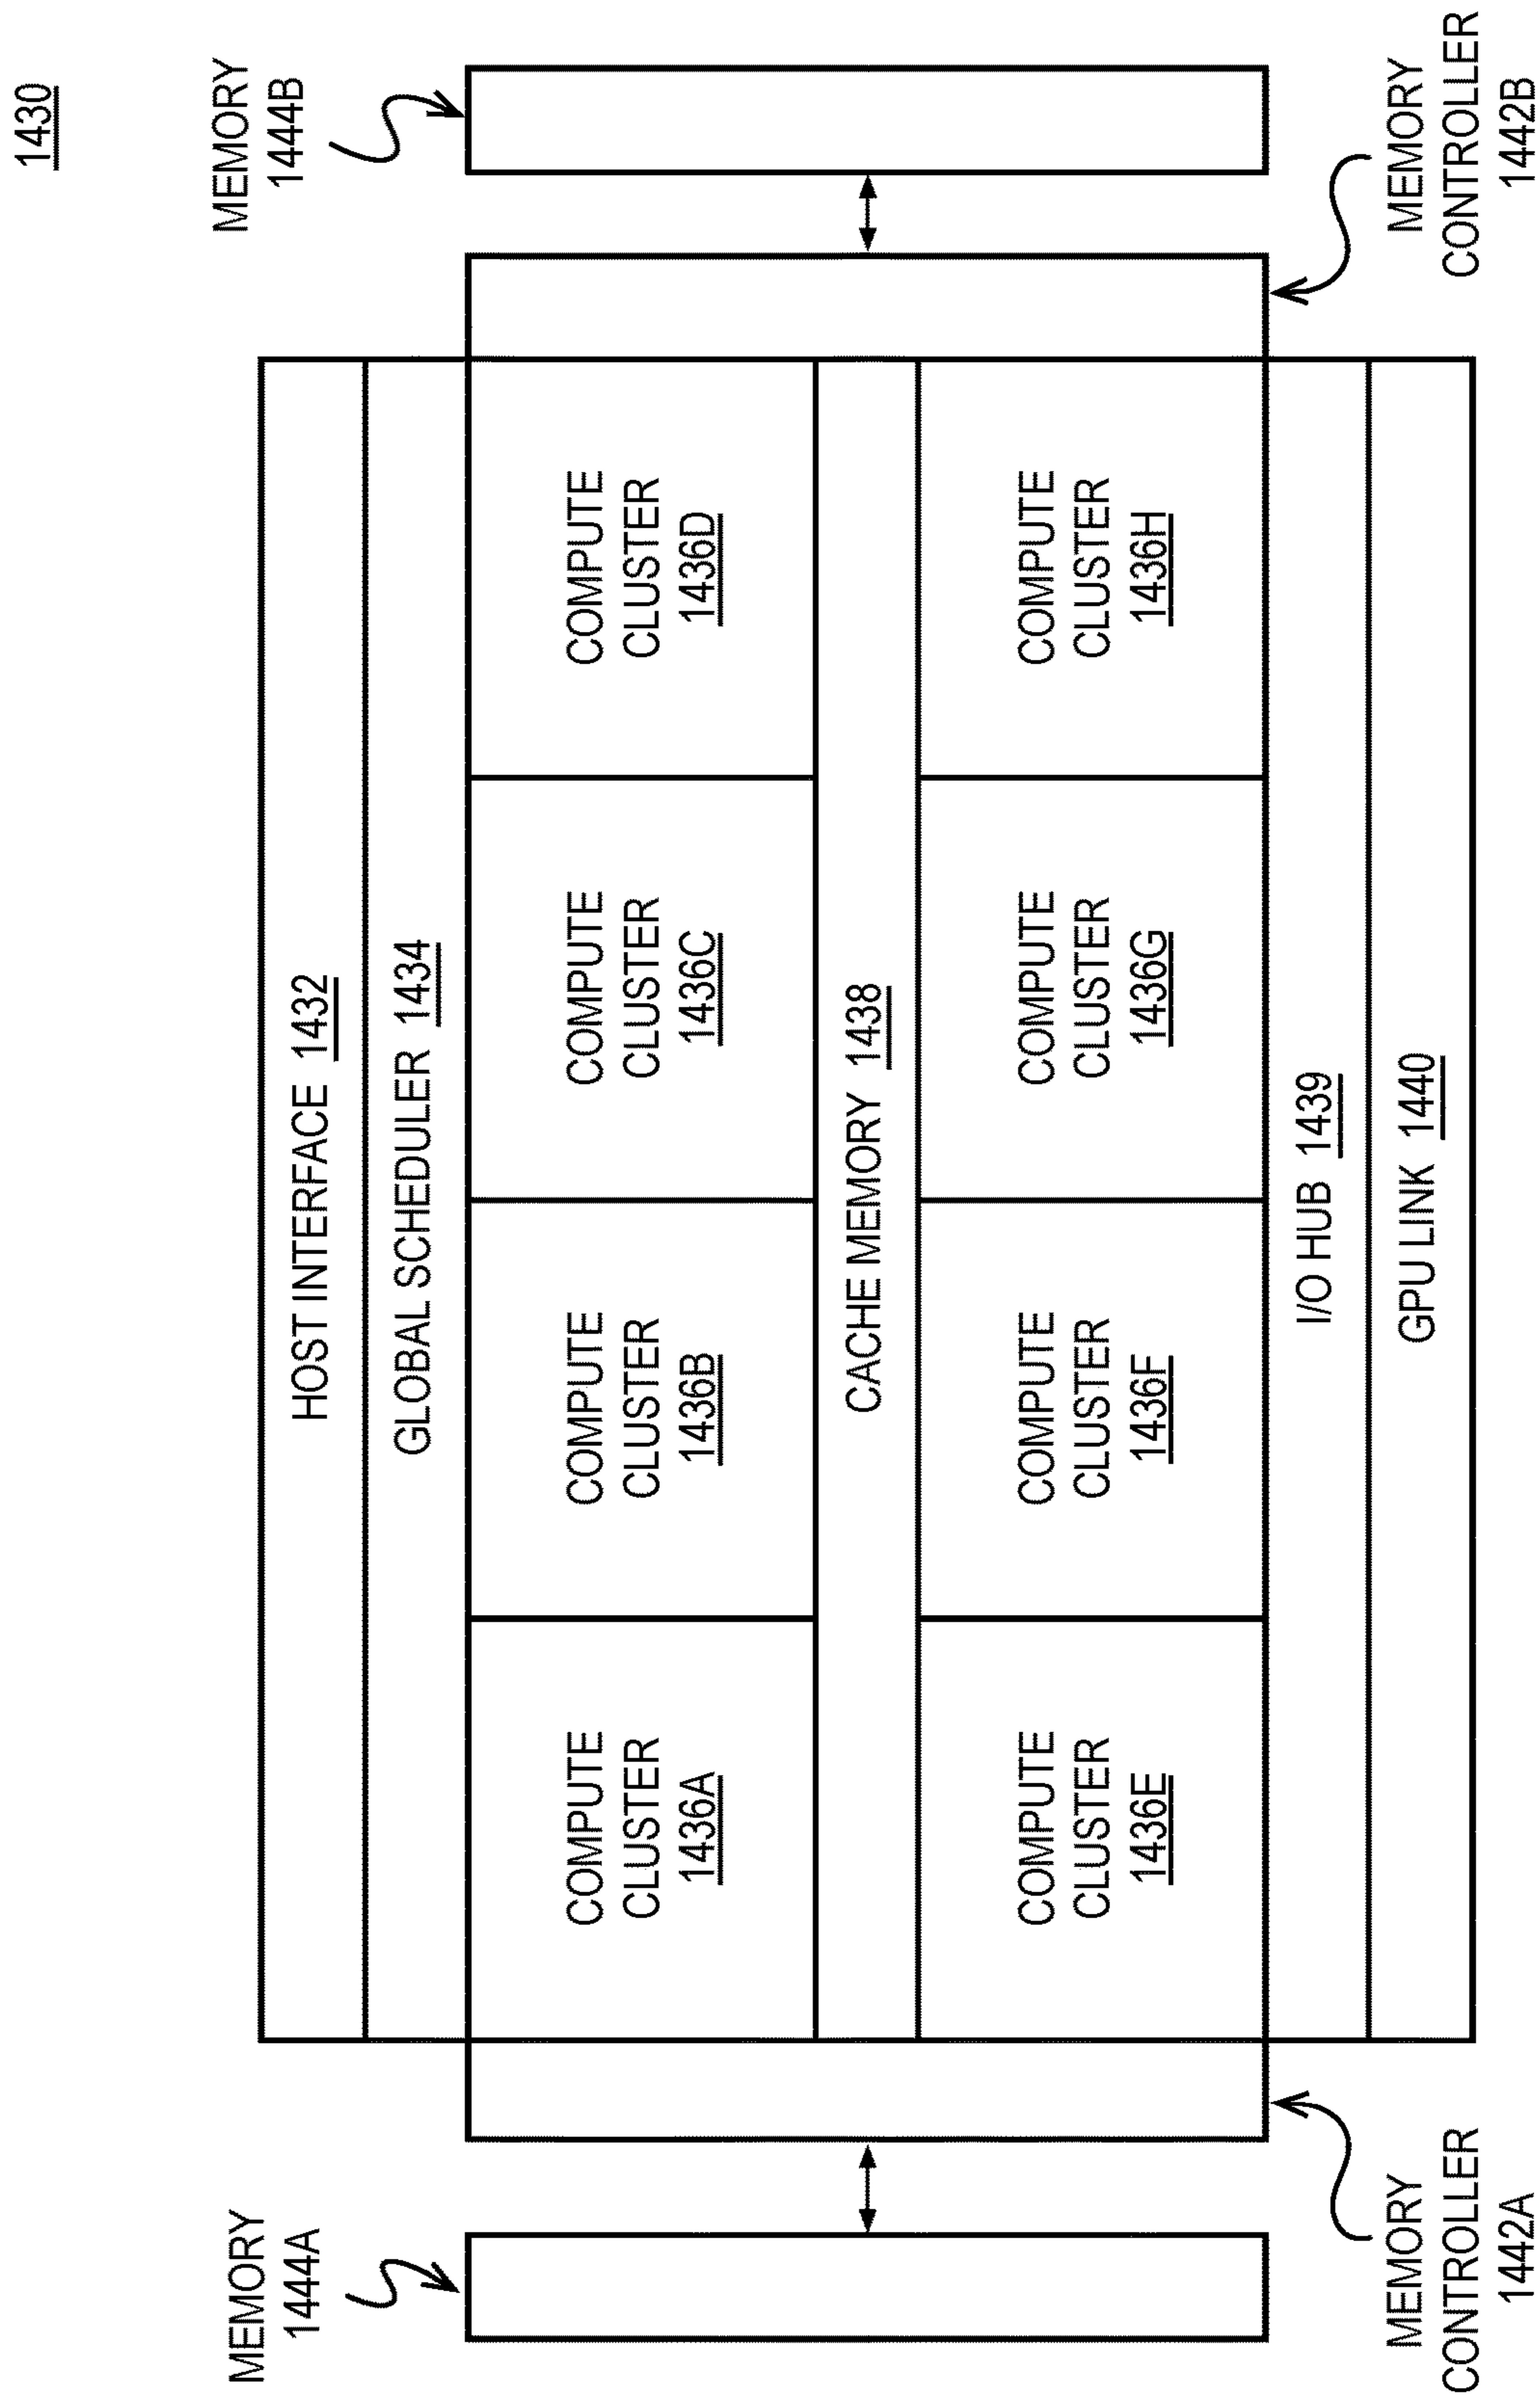 1430
HOST INTERFACE 1432
GLOBAL SCHEDULER 1434
MEMORY
1444A
MEMORY
1444B
COMPUTE
CLUSTER
1436A
COMPUTE
CLUSTER
1436B
COMPUTE
CLUSTER
1436C
COMPUTE
CLUSTER
1436D
CACHE MEMORY 1438
COMPUTE
CLUSTER
1436E
COMPUTE
CLUSTER
1436F
COMPUTE
CLUSTER
1436G
COMPUTE
CLUSTER
1436H
I/O HUB 1439
GPU LINK 1440
MEMORY
CONTROLLER
1442A
MEMORY
CONTROLLER
1442B